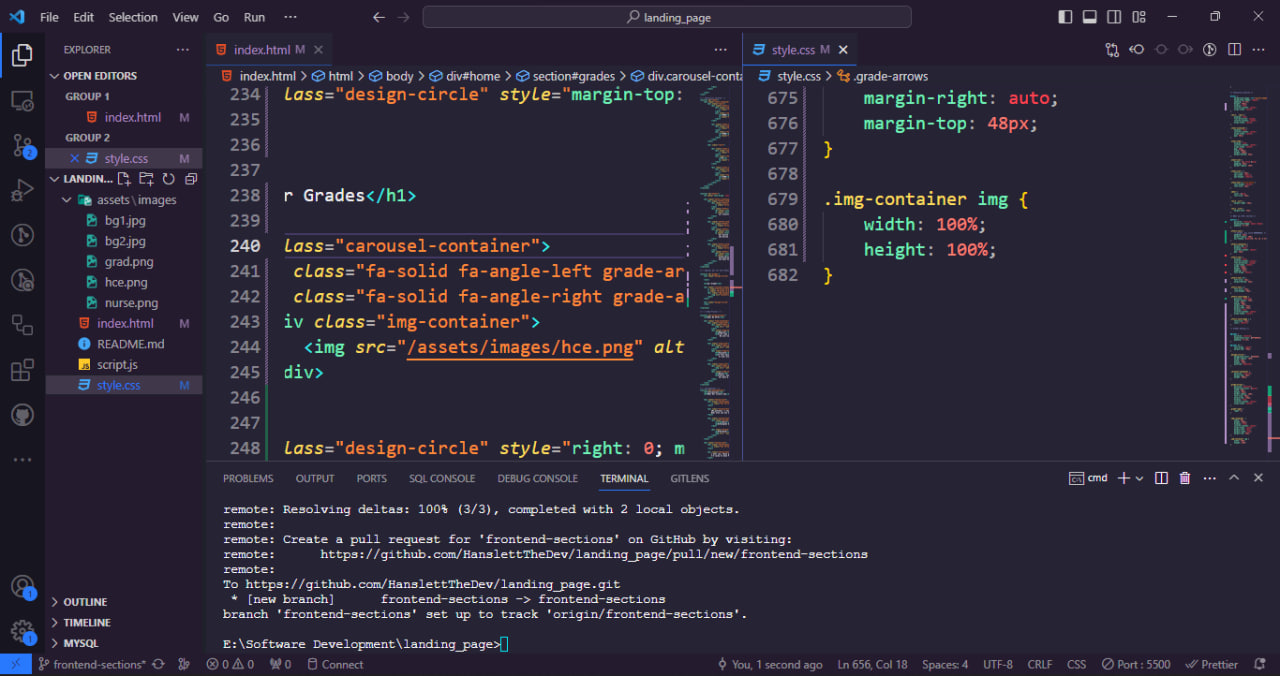 File Edit Selection View Go Run ···
landing_page
EXPLORER
OPEN EDITORS
GROUP 1
index.html M
GROUP 2
style.css M
LANDIN...
assets\images
bg1.jpg
bg2.jpg
grad.png
hce.png
nurse.png
index.html M
README.md
script.js
style.css M
OUTLINE
TIMELINE
MYSQL
index.html M
index.html > html > body > div#home > section#grades > div.carousel-conta
234 lass="design-circle" style="margin-top:
235
236
237
238 r Grades</h1>
239
240 lass="carousel-container">
241 class="fa-solid fa-angle-left grade-ar
242 class="fa-solid fa-angle-right grade-a
243 iv class="img-container">
244 <img src="/assets/images/hce.png" alt
245 div>
246
247
248 lass="design-circle" style="right: 0; m
style.css M
style.css > .grade-arrows
675 margin-right: auto;
676 margin-top: 48px;
677 }
678
679 .img-container img {
680 width: 100%;
681 height: 100%;
682 }
PROBLEMS OUTPUT PORTS SQL CONSOLE DEBUG CONSOLE TERMINAL GITLENS
cmd
remote: Resolving deltas: 100% (3/3), completed with 2 local objects.
remote:
remote: Create a pull request for 'frontend-sections' on GitHub by visiting:
remote: https://github.com/HanslettTheDev/landing_page/pull/new/frontend-sections
remote:
To https://github.com/HanslettTheDev/landing_page.git
* [new branch] frontend-sections -> frontend-sections
branch 'frontend-sections' set up to track 'origin/frontend-sections'.
E:\Software Development\landing_page>
2
1
1
frontend-sections* 0 0 0 Connect You, 1 second ago Ln 656, Col 18 Spaces: 4 UTF-8 CRLF CSS Port : 5500 Prettier